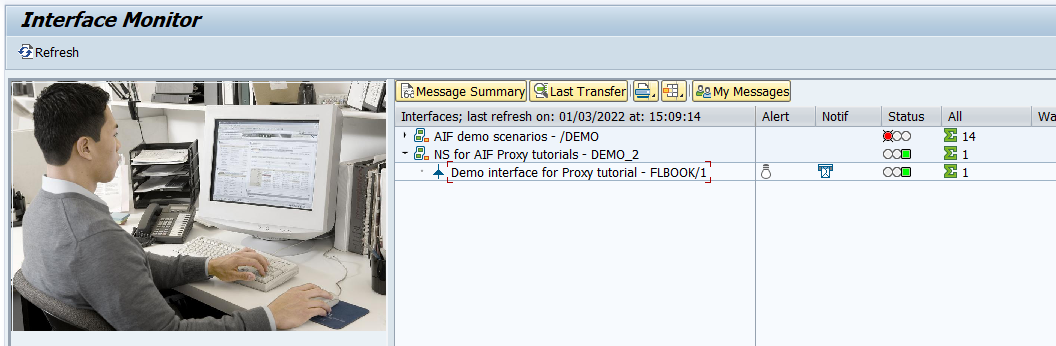 Interface Monitor
Refresh
Message Summary Last Transfer My Messages
Interfaces; last refresh on: 01/03/2022 at: 15:09:14 Alert Notif Status All Wa
AIF demo scenarios - /DEMO 14
NS for AIF Proxy tutorials - DEMO_2 1
Demo interface for Proxy tutorial - FLBOOK/1 1